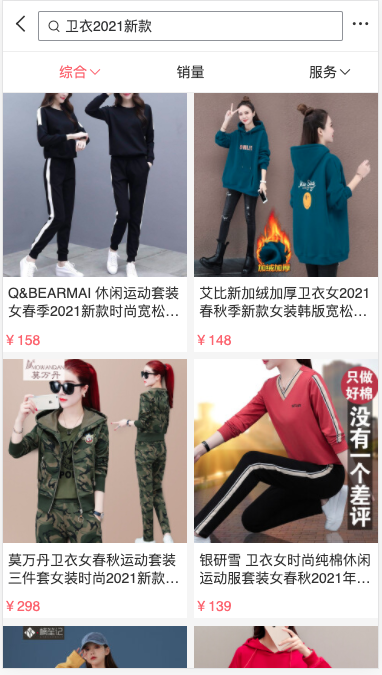 卫衣2021新款
综合
销量
服务
加绒加厚
Q&BEARMAI 休闲运动套装
女春季2021新款时尚宽松...
¥158
艾比新加绒加厚卫衣女2021
春秋季新款女装韩版宽松...
¥148
莫万丹
只做
好棉
没有一个差评
莫万丹卫衣女春秋运动套装
三件套女装时尚2021新款...
¥298
银研雪 卫衣女时尚纯棉休闲
运动服套装女春秋2021年...
¥139